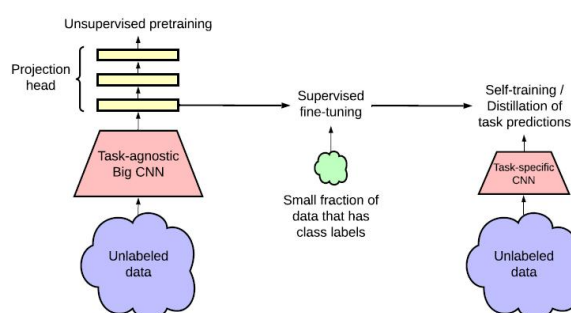 Unsupervised pretraining
Projection
head
Task-agnostic
Big CNN
Unlabeled
data
Supervised
fine-tuning
Small fraction of
data that has
class labels
Self-training /
Distillation of
task predictions
Task-specific
CNN
Unlabeled
data